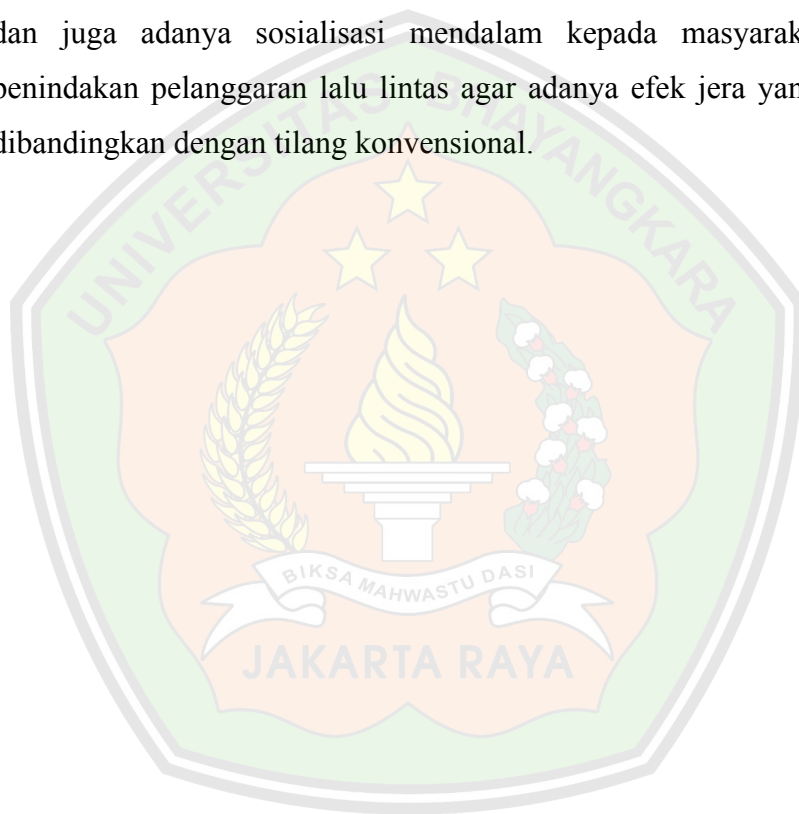 dan juga adanya sosialisasi mendalam kepada masyarak
penindakan pelanggaran lalu lintas agar adanya efek jera yan
dibandingkan dengan tilang konvensional.
UNIVERSITAS BHAYANGKARA
BIKSA MAHWASTU DASI
JAKARTA RAYA